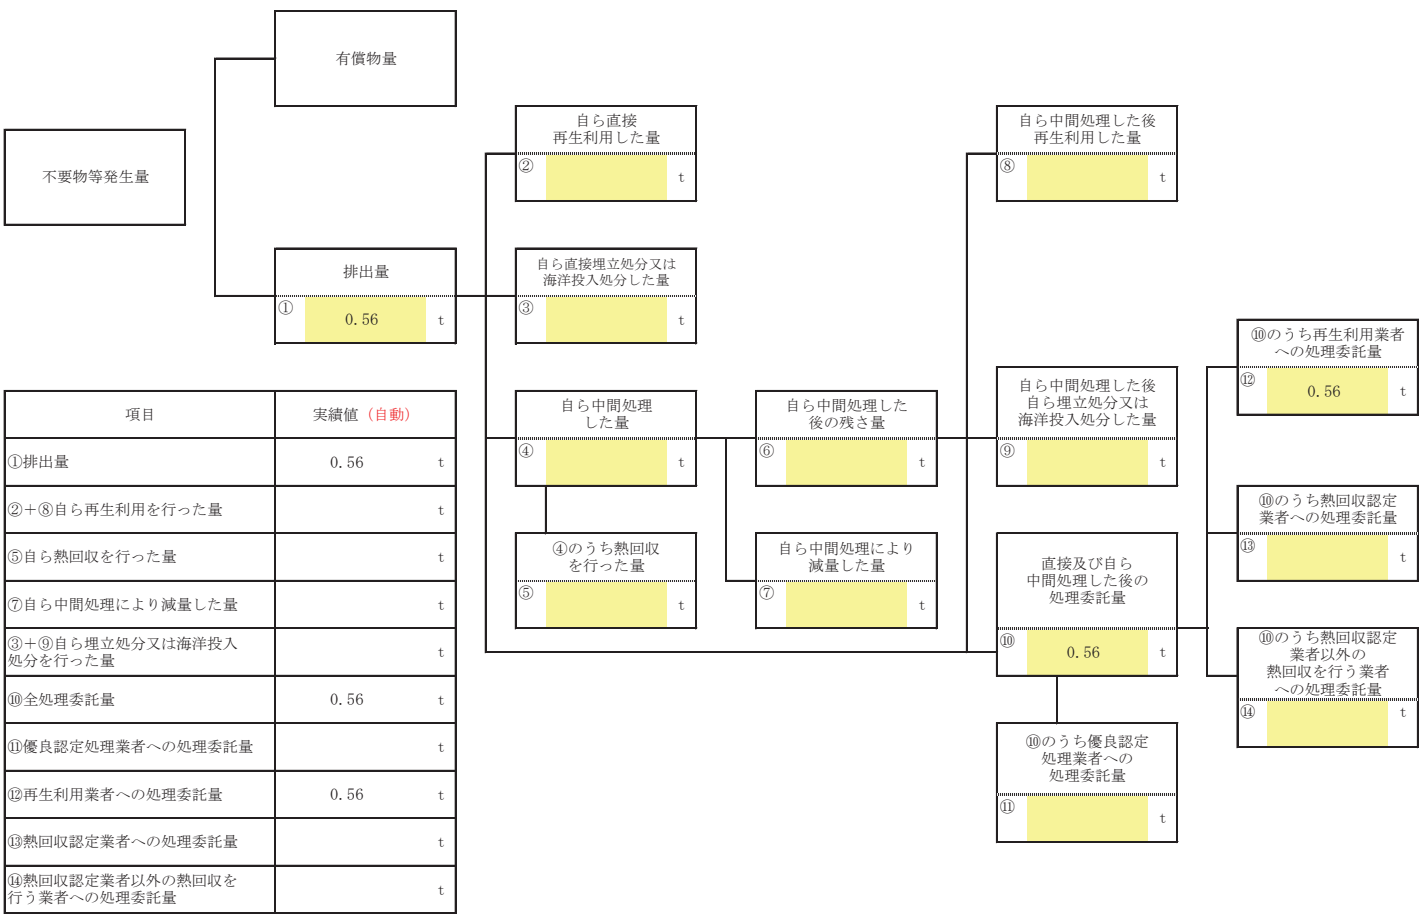 有償物量
不要物等発生量
排出量
①
0.56
t
自ら直接
再生利用した量
②
t
自ら直接埋立処分又は
海洋投入処分した量
③
t
自ら中間処理
した量
④
t
④のうち熱回収
を行った量
⑤
t
自ら中間処理した
後の残さ量
⑥
t
自ら中間処理により
減量した量
⑦
t
自ら中間処理した後
再生利用した量
⑧
t
自ら中間処理した後
自ら埋立処分又は
海洋投入処分した量
⑨
t
直接及び自ら
中間処理した後の
処理委託量
⑩
0.56
t
⑩のうち優良認定
処理業者への
処理委託量
⑪
t
⑩のうち再生利用業者
への処理委託量
⑫
0.56
t
⑩のうち熱回収認定
業者への処理委託量
⑬
t
⑩のうち熱回収認定
業者以外の
熱回収を行う業者
への処理委託量
⑭
t
項目 実績値（自動）
①排出量 0.56 t
②＋⑧自ら再生利用を行った量 t
⑤自ら熱回収を行った量 t
⑦自ら中間処理により減量した量 t
③＋⑨自ら埋立処分又は海洋投入
処分を行った量 t
⑩全処理委託量 0.56 t
⑪優良認定処理業者への処理委託量 t
⑫再生利用業者への処理委託量 0.56 t
⑬熱回収認定業者への処理委託量 t
⑭熱回収認定業者以外の熱回収を
行う業者への処理委託量 t